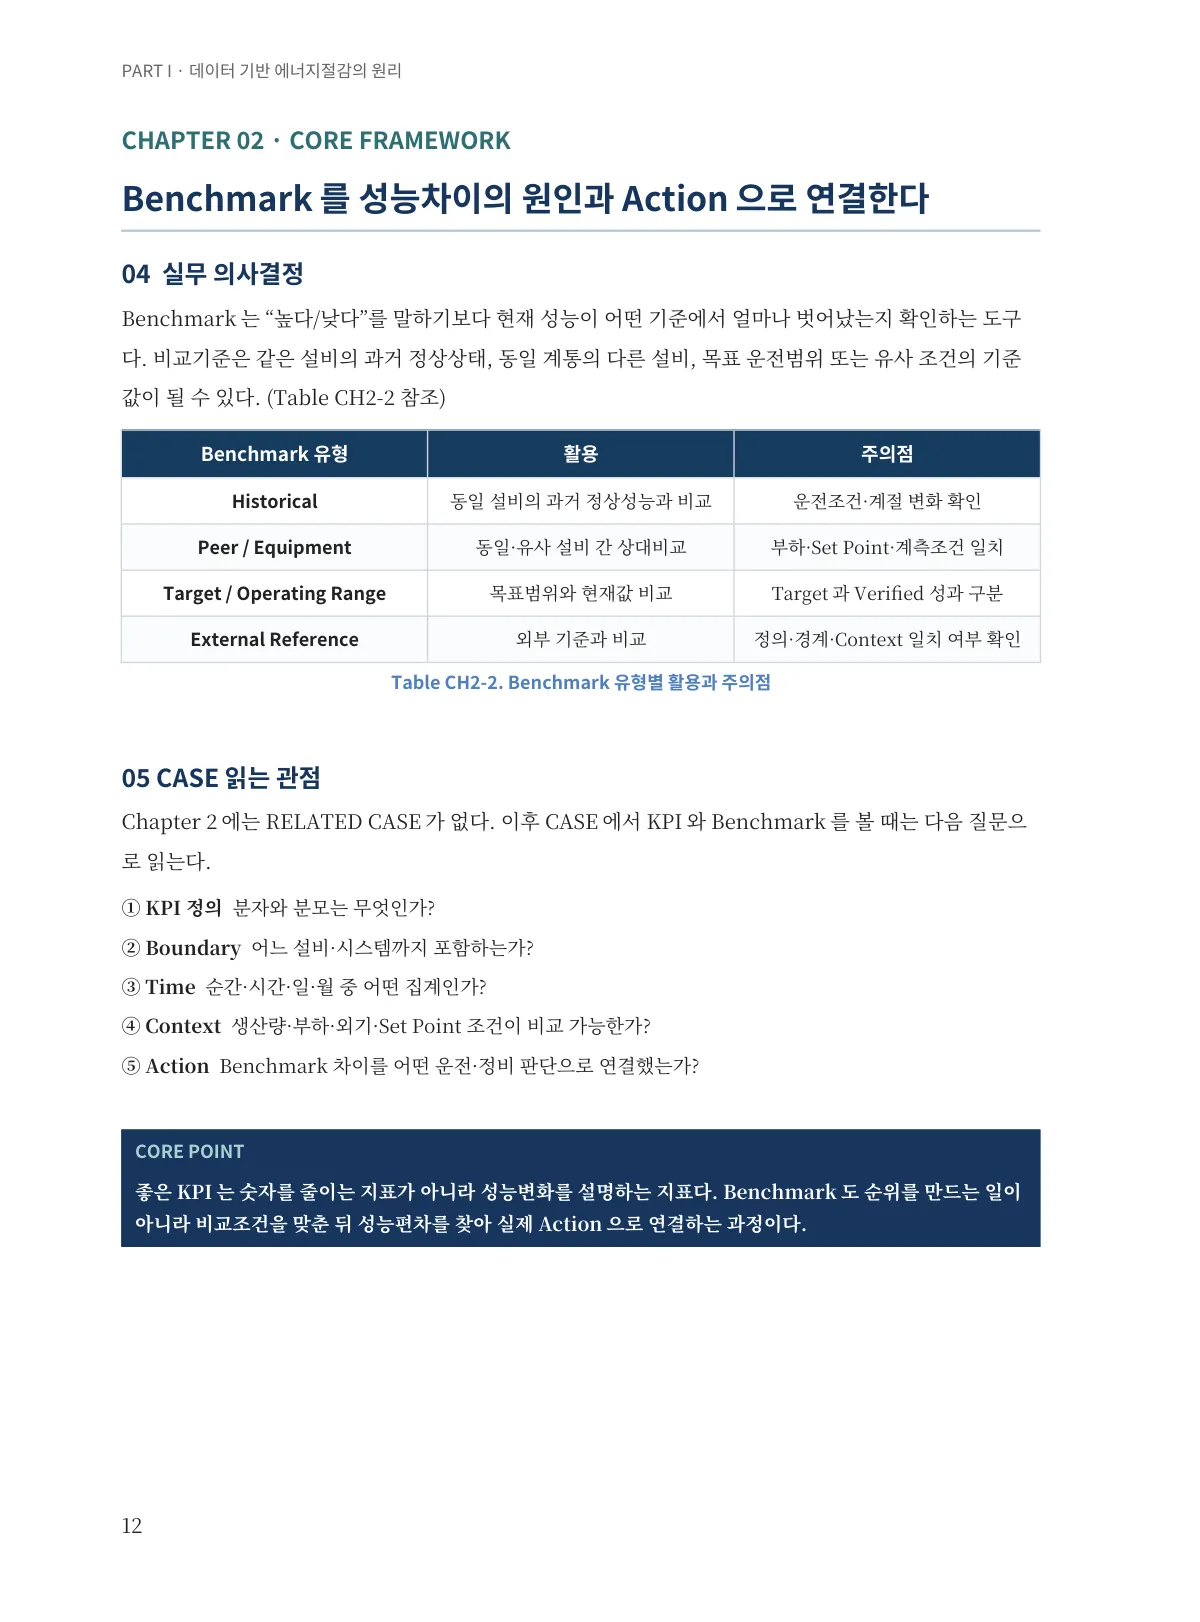 PART I · 데이터 기반 에너지절감의 원리
CHAPTER 02 · CORE FRAMEWORK
Benchmark 를 성능차이의 원인과 Action 으로 연결한다
04 실무 의사결정
Benchmark 는 “높다/낮다”를 말하기보다 현재 성능이 어떤 기준에서 얼마나 벗어났는지 확인하는 도구
다. 비교기준은 같은 설비의 과거 정상상태, 동일 계통의 다른 설비, 목표 운전범위 또는 유사 조건의 기준
값이 될 수 있다. (Table CH2-2 참조)
Benchmark 유형 활용 주의점
Historical 동일 설비의 과거 정상성능과 비교 운전조건·계절 변화 확인
Peer / Equipment 동일·유사 설비 간 상대비교 부하·Set Point·계측조건 일치
Target / Operating Range 목표범위와 현재값 비교 Target 과 Verified 성과 구분
External Reference 외부 기준과 비교 정의·경계·Context 일치 여부 확인
Table CH2-2. Benchmark 유형별 활용과 주의점
05 CASE 읽는 관점
Chapter 2 에는 RELATED CASE 가 없다. 이후 CASE 에서 KPI 와 Benchmark 를 볼 때는 다음 질문으
로 읽는다.
① KPI 정의 분자와 분모는 무엇인가?
② Boundary 어느 설비·시스템까지 포함하는가?
③ Time 순간·시간·일·월 중 어떤 집계인가?
④ Context 생산량·부하·외기·Set Point 조건이 비교 가능한가?
⑤ Action Benchmark 차이를 어떤 운전·정비 판단으로 연결했는가?
CORE POINT
좋은 KPI 는 숫자를 줄이는 지표가 아니라 성능변화를 설명하는 지표다. Benchmark 도 순위를 만드는 일이
아니라 비교조건을 맞춘 뒤 성능편차를 찾아 실제 Action 으로 연결하는 과정이다.
12